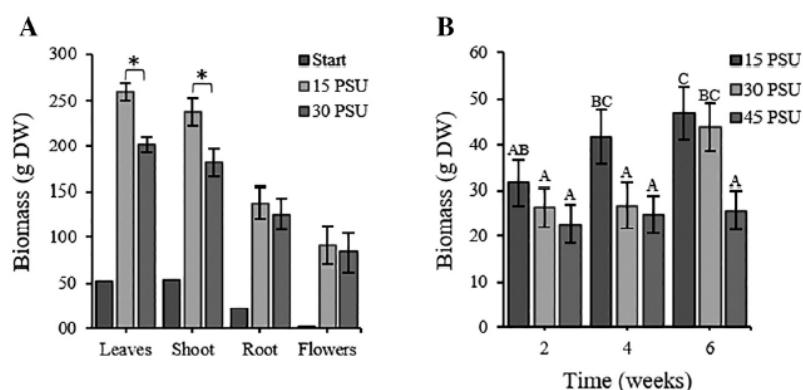 A
Biomass (g DW)
300
250
200
150
100
50
00
*
*
Start
15 PSU
30 PSU
Leaves
Shoot
Root
Flowers
B
Biomass (g DW)
60
50
40
30
20
10
0
AB
A
A
BC
A
A
C
BC
A
15 PSU
30 PSU
45 PSU
2
4
6
Time (weeks)